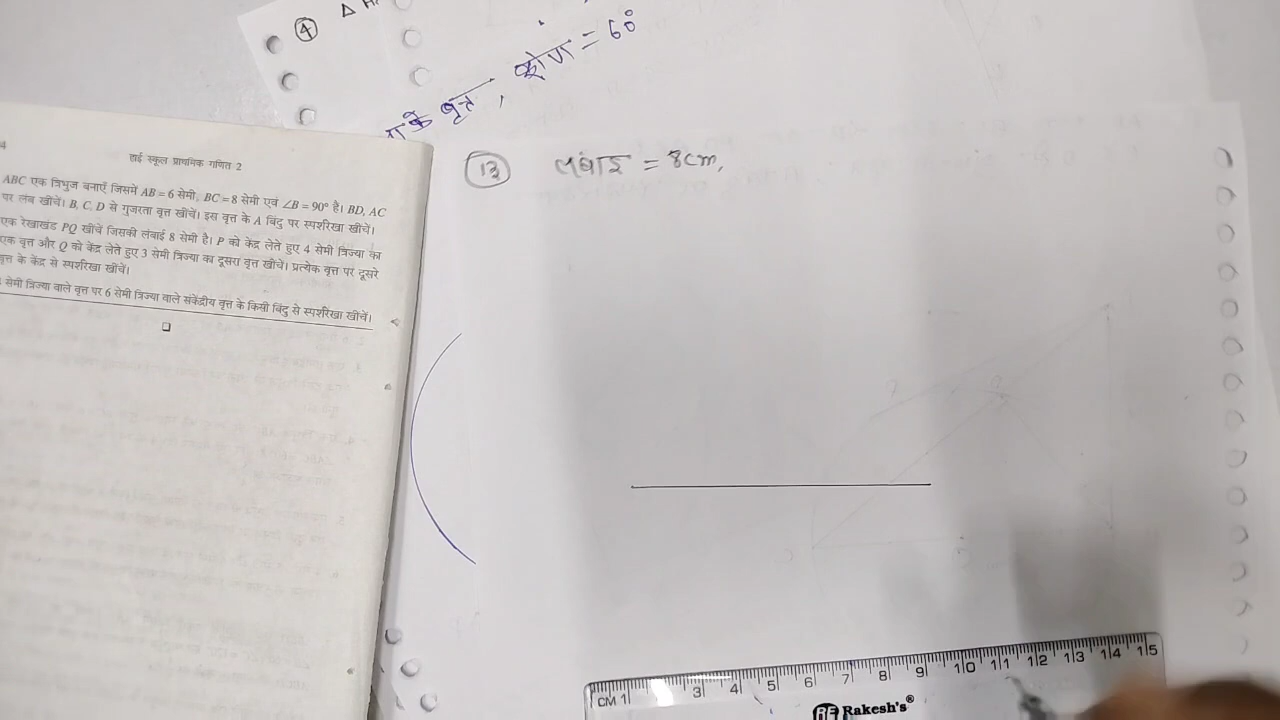 ④ Δ
के वृत्त, कोण = 60°
4
हाई स्कूल प्राथमिक गणित 2
ABC एक त्रिभुज बनाएँ जिसमें AB = 6 सेमी, BC = 8 सेमी एवं ∠B = 90° है। BD, AC
पर लंब खींचें। B, C, D से गुजरता वृत्त खींचें। इस वृत्त के A बिंदु पर स्पर्शरेखा खींचें।
एक रेखाखंड PQ खींचें जिसकी लंबाई 8 सेमी है। P को केंद्र लेते हुए 4 सेमी त्रिज्या का
एक वृत्त और Q को केंद्र लेते हुए 3 सेमी त्रिज्या का दूसरा वृत्त खींचें। प्रत्येक वृत्त पर दूसरे
वृत्त के केंद्र से स्पर्शरेखा खींचें।
सेमी त्रिज्या वाले वृत्त पर 6 सेमी त्रिज्या वाले संकेंद्रीय वृत्त के किसी बिंदु से स्पर्शरेखा खींचें।
⑬ लंबाइ = 8cm,
CM 1 3 4 5 6 7 8 9 10 11 12 13 14 15
Rakesh's®